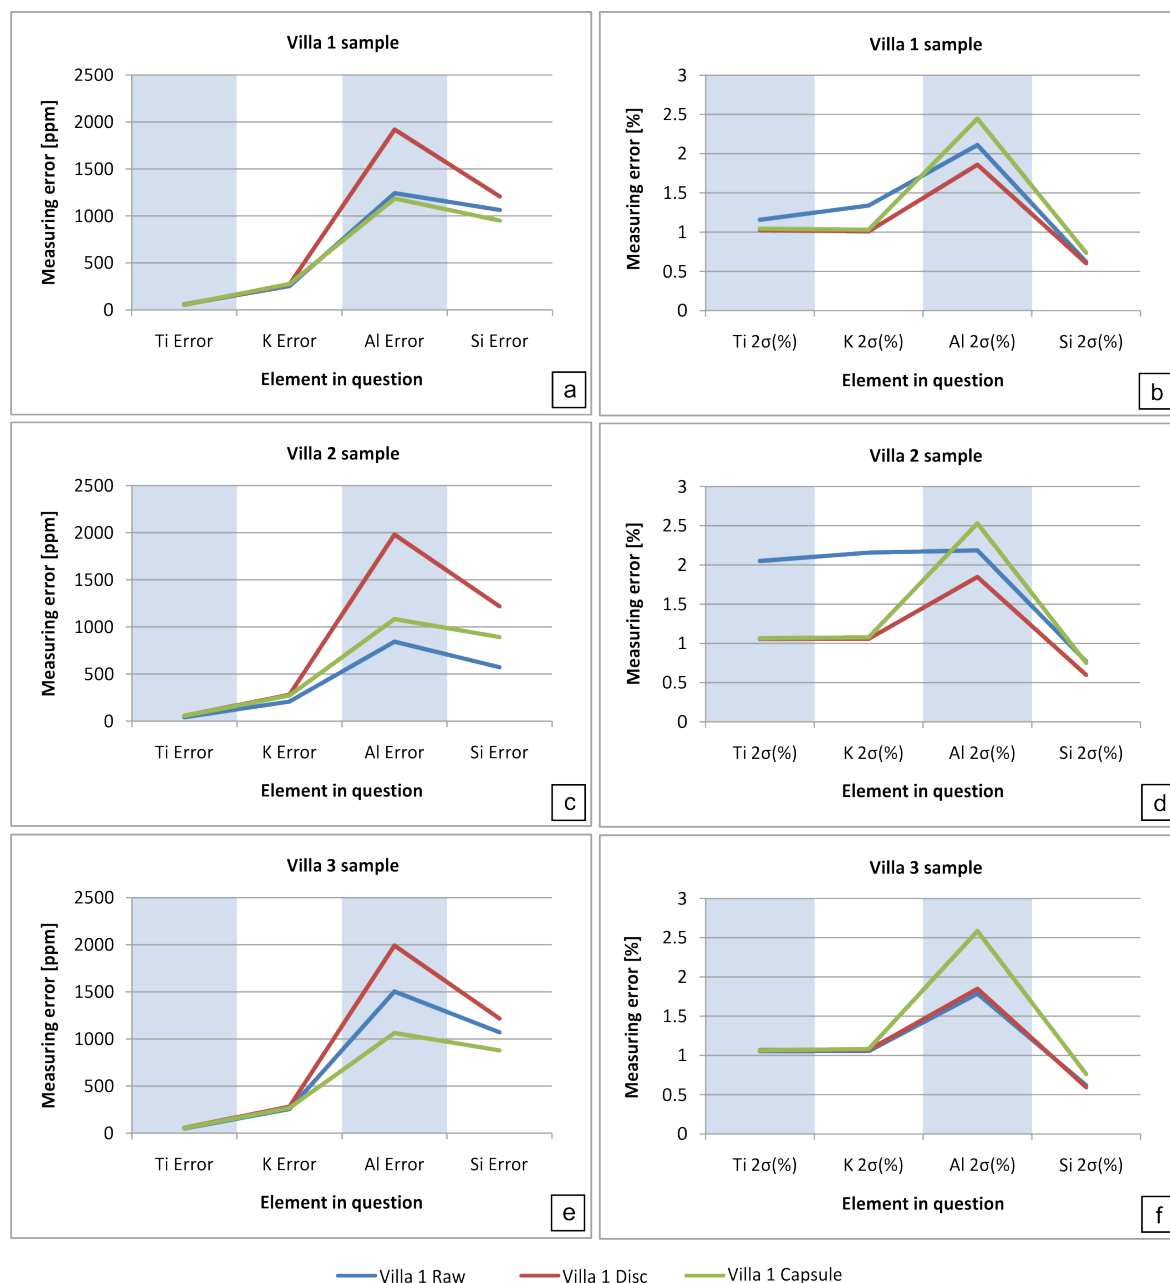 Villa 1 sample
Measuring error [ppm]
2500
2000
1500
1000
500
0
Ti Error K Error Al Error Si Error
Element in question
a
Villa 1 sample
Measuring error [%]
3
2.5
2
1.5
1
0.5
0
Ti 2σ(%) K 2σ(%) Al 2σ(%) Si 2σ(%)
Element in question
b
Villa 2 sample
Measuring error [ppm]
2500
2000
1500
1000
500
0
Ti Error K Error Al Error Si Error
Element in question
c
Villa 2 sample
Measuring error [%]
3
2.5
2
1.5
1
0.5
0
Ti 2σ(%) K 2σ(%) Al 2σ(%) Si 2σ(%)
Element in question
d
Villa 3 sample
Measuring error [ppm]
2500
2000
1500
1000
500
0
Ti Error K Error Al Error Si Error
Element in question
e
Villa 3 sample
Measuring error [%]
3
2.5
2
1.5
1
0.5
0
Ti 2σ(%) K 2σ(%) Al 2σ(%) Si 2σ(%)
Element in question
f
Villa 1 Raw Villa 1 Disc Villa 1 Capsule